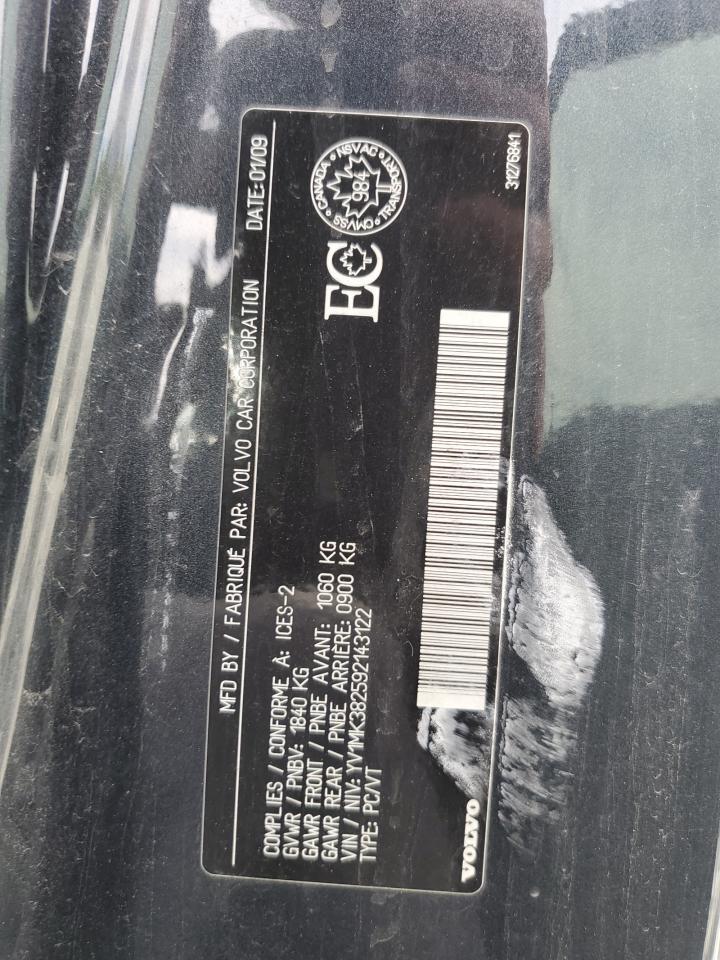 MFD BY / FABRIQUÉ PAR: VOLVO CAR CORPORATION DATE:01/09
COMPLIES / CONFORME À: ICES-2
GVWR / PNBV: 1840 KG
GAWR FRONT / PNBE AVANT: 1060 KG
GAWR REAR / PNBE ARRIÈRE: 0900 KG
VIN / NIV: YV1MK382592143122
TYPE: PC/VT
EC
CANADA • NSVAC • TRANSPORT • CMVSS •
984
VOLVO
31276841